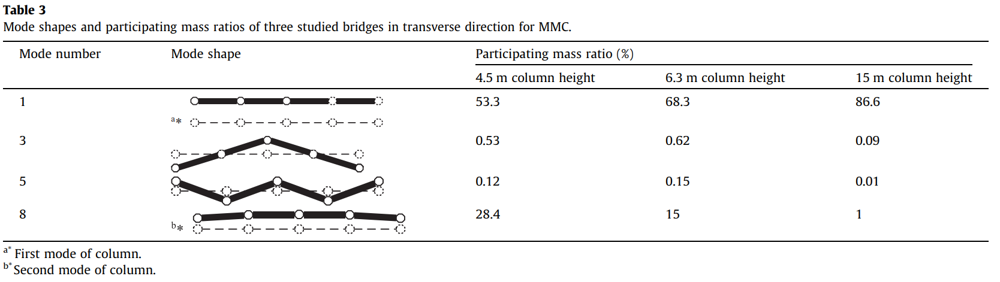 Table 3
Mode shapes and participating mass ratios of three studied bridges in transverse direction for MMC.
Mode number Mode shape Participating mass ratio (%)
4.5 m column height 6.3 m column height 15 m column height
1 53.3 68.3 86.6
a*
3 0.53 0.62 0.09
5 0.12 0.15 0.01
8 28.4 15 1
b*
a* First mode of column.
b* Second mode of column.